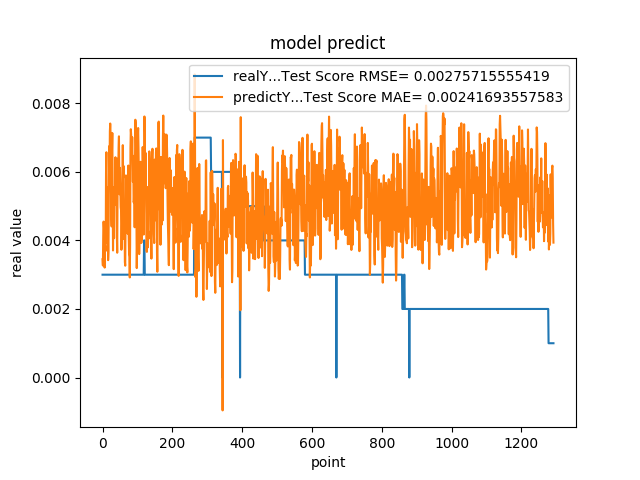 model predict
realY...Test Score RMSE= 0.00275715555419
predictY...Test Score MAE= 0.00241693557583
0.008
0.006
0.004
0.002
0.000
real value
0 200 400 600 800 1000 1200
point